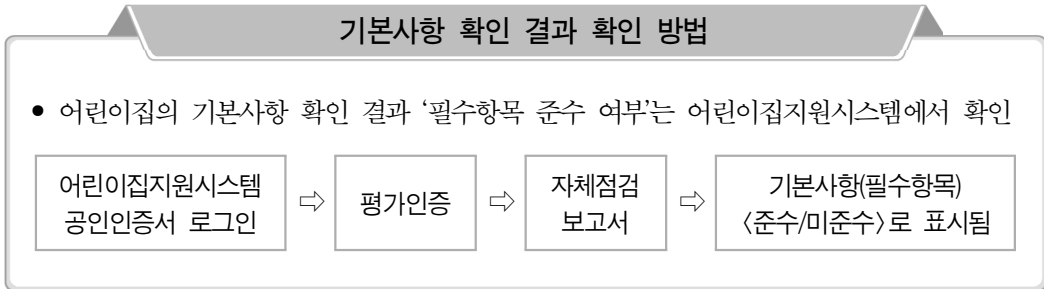 기본사항 확인 결과 확인 방법
• 어린이집의 기본사항 확인 결과 ‘필수항목 준수 여부’는 어린이집지원시스템에서 확인
어린이집지원시스템
공인인증서 로그인
⇨
평가인증
⇨
자체점검
보고서
⇨
기본사항(필수항목)
〈준수/미준수〉로 표시됨